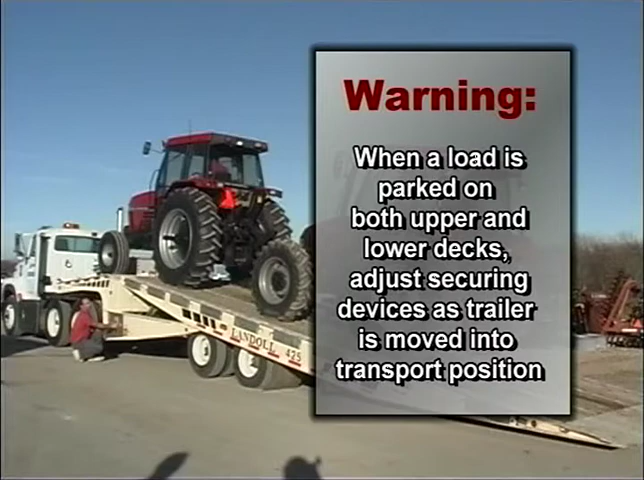 Warning:
When a load is
parked on
both upper and
lower decks,
adjust securing
devices as trailer
is moved into
transport position
LANDOLL 425